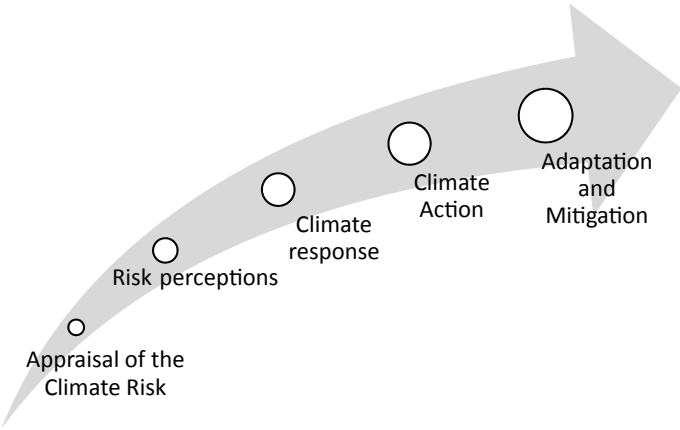 Appraisal of the
Climate Risk
Risk perceptions
Climate
response
Climate
Action
Adaptation
and
Mitigation